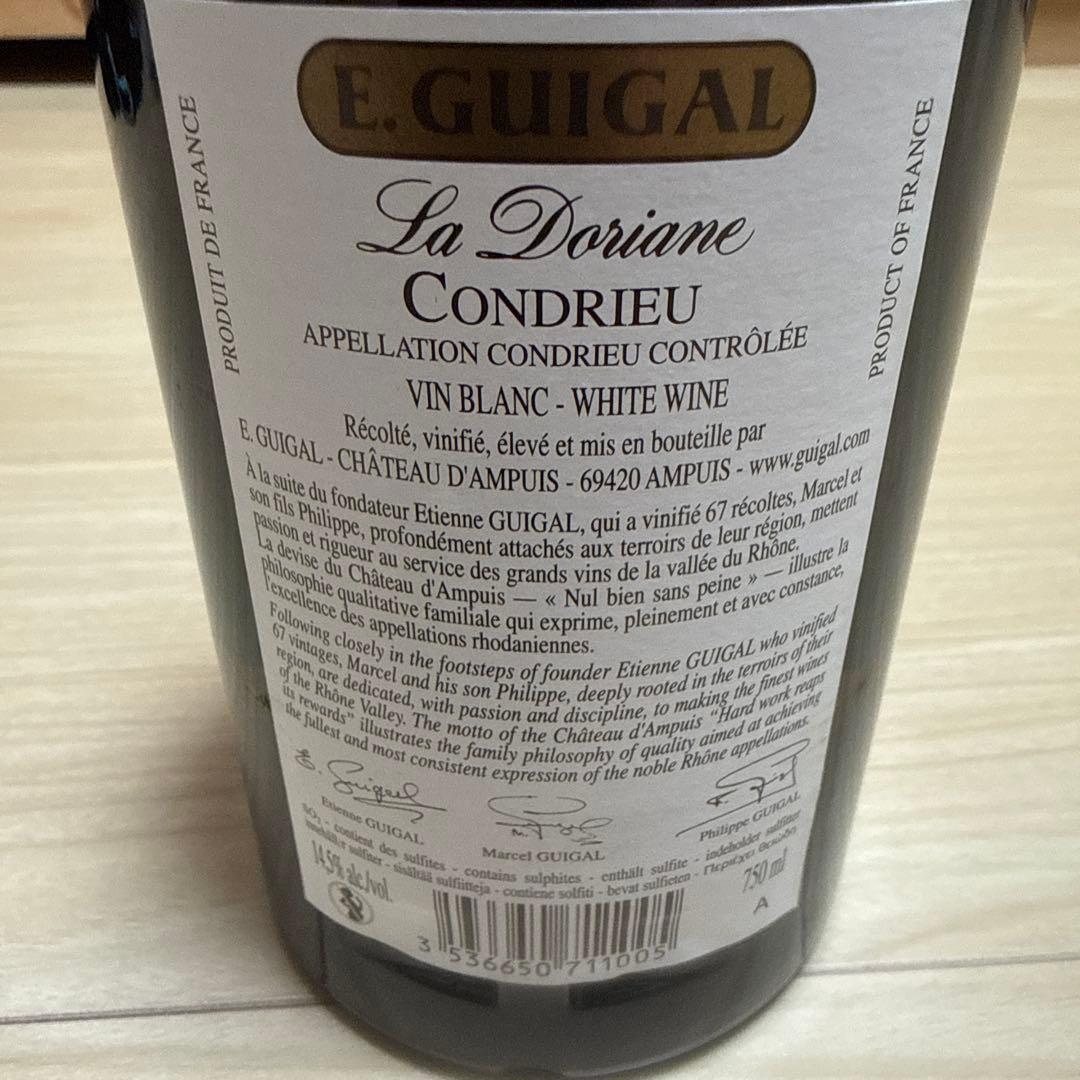 E. GUIGAL
La Doriane
CONDRIEU
APPELLATION CONDRIEU CONTRÔLÉE
VIN BLANC - WHITE WINE
Récolté, vinifié, élevé et mis en bouteille par
E. GUIGAL - CHÂTEAU D'AMPUIS - 69420 AMPUIS - www.guigal.com
À la suite du fondateur Etienne GUIGAL, qui a vinifié 67 récoltes, Marcel et
son fils Philippe, profondément attachés aux terroirs de leur région, mettent
passion et rigueur au service des grands vins de la vallée du Rhône.
La devise du Château d'Ampuis — « Nul bien sans peine » — illustre la
philosophie qualitative familiale qui exprime, pleinement et avec constance,
l'excellence des appellations rhodaniennes.
Following closely in the footsteps of founder Etienne GUIGAL who vinified
67 vintages, Marcel and his son Philippe, deeply rooted in the terroirs of their
region, are dedicated, with passion and discipline, to making the finest wines
of the Rhône Valley. The motto of the Château d'Ampuis "Hard work reaps
its rewards" illustrates the family philosophy of quality aimed at achieving
the fullest and most consistent expression of the noble Rhône appellations.
E. Guigal
Etienne GUIGAL
Marcel GUIGAL
Philippe GUIGAL
SO₂ - contient des sulfites - contains sulphites - enthält sulfite - indeholder sulfitter
innehåller sulfiter - sisältää sulfiitteja - contiene solfiti - bevat sulfieten - Περιέχει Θειώδη
14,5% alc./vol.
750 ml
A
3 536650 711005
PRODUIT DE FRANCE
PRODUCT OF FRANCE